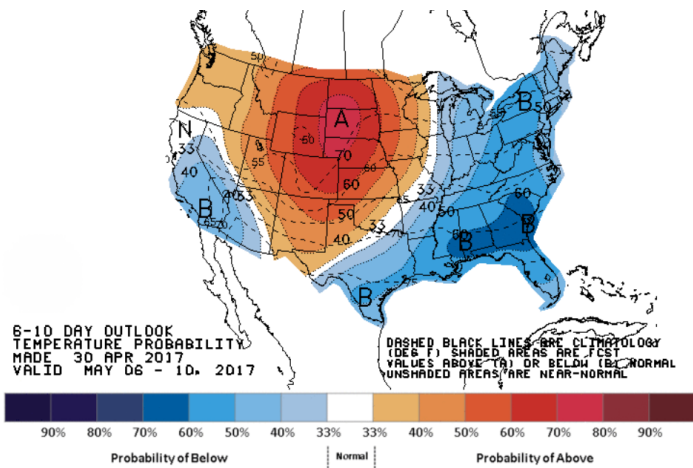 50
A
B
50
N
33
40
55
60
70
60
33
40
60
B
33
50
40
33
50
60
B
B
B
6-10 DAY OUTLOOK
TEMPERATURE PROBABILITY
MADE 30 APR 2017
VALID MAY 06 - 10, 2017
DASHED BLACK LINES ARE CLIMATOLOGY
(DEG F) SHADED AREAS ARE FCST
VALUES ABOVE (A) OR BELOW (B), NORMAL
UNSHADED AREAS ARE NEAR-NORMAL
90% 80% 70% 60% 50% 40% 33% 33% 40% 50% 60% 70% 80% 90%
Probability of Below Normal Probability of Above